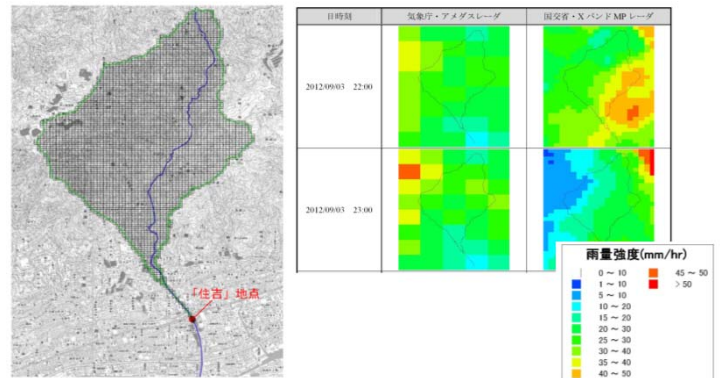 日時刻
気象庁・アメダスレーダ
国交省・XバンドMPレーダ
2012/09/03 22:00
2012/09/03 23:00
「住吉」地点
雨量強度(mm/hr)
0 ~ 10
1 ~ 10
5 ~ 10
10 ~ 20
15 ~ 20
20 ~ 30
25 ~ 30
30 ~ 40
35 ~ 40
40 ~ 50
45 ~ 50
>50